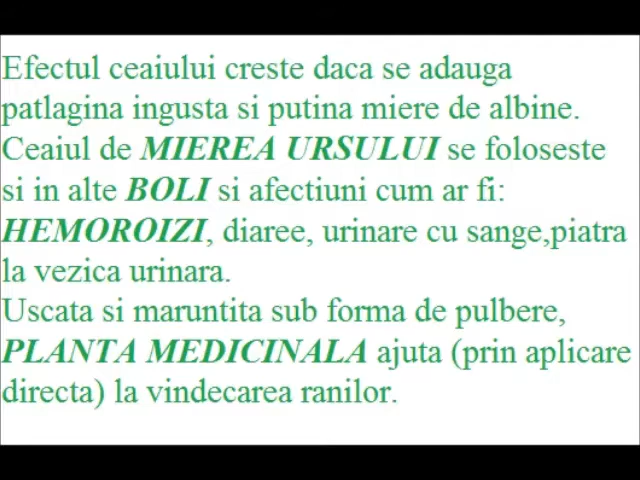 Efectul ceaiului creste daca se adauga
patlagina ingusta si putina miere de albine.
Ceaiul de MIEREA URSULUI se foloseste
si in alte BOLI si afectiuni cum ar fi:
HEMOROIZI, diaree, urinare cu sange,piatra
la vezica urinara.
Uscata si maruntita sub forma de pulbere,
PLANTA MEDICINALA ajuta (prin aplicare
directa) la vindecarea ranilor.